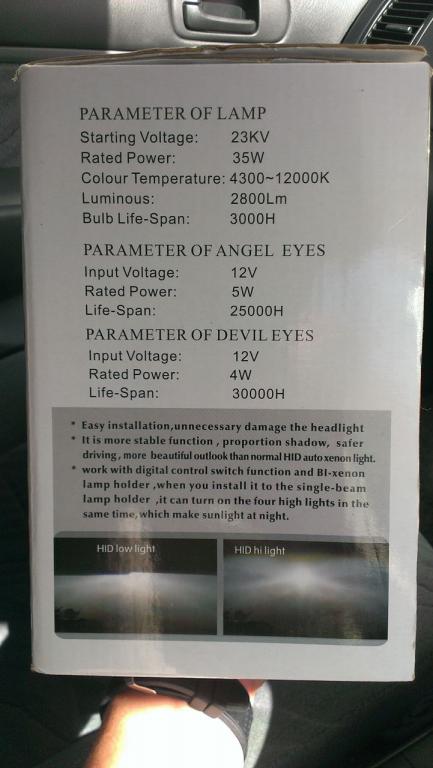 PARAMETER OF LAMP
Starting Voltage: 23KV
Rated Power: 35W
Colour Temperature: 4300~12000K
Luminous: 2800Lm
Bulb Life-Span: 3000H
PARAMETER OF ANGEL EYES
Input Voltage: 12V
Rated Power: 5W
Life-Span: 25000H
PARAMETER OF DEVIL EYES
Input Voltage: 12V
Rated Power: 4W
Life-Span: 30000H
* Easy installation,unnecessary damage the headlight
* It is more stable function , proportion shadow, safer
driving, more beautiful outlook than normal HID auto xenon light.
* work with digital control switch function and BI-xenon
lamp holder ,when you install it to the single-beam
lamp holder ,it can turn on the four high lights in the
same time, which make sunlight at night.
HID low light
HID hi light